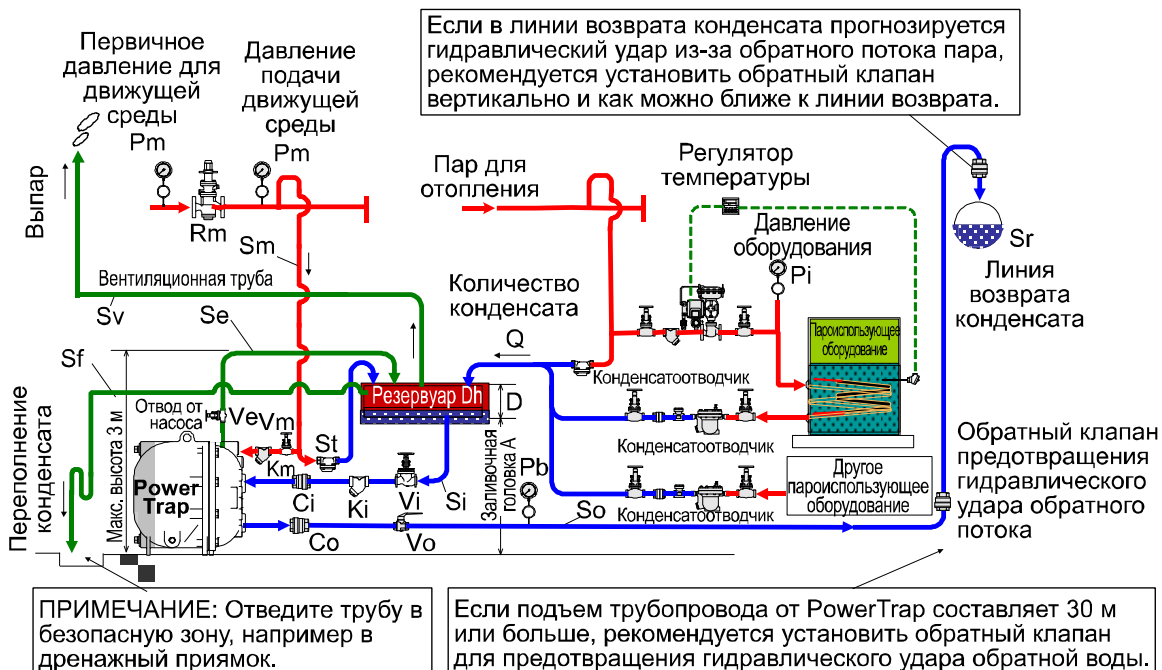 Если в линии возврата конденсата прогнозируется
гидравлический удар из-за обратного потока пара,
рекомендуется установить обратный клапан
вертикально и как можно ближе к линии возврата.
Первичное
давление для
движущей
среды
Pm
Давление
подачи
движущей
среды
Pm
Пар для
отопления
Регулятор
температуры
Выпар
Rm
Sm
Давление
оборудования
Pi
Sr
Линия
возврата
конденсата
Вентиляционная труба
Sv
Se
Количество
конденсата
Q
Пароиспользующее
оборудование
Sf
Конденсатоотводчик
Резервуар Dh
D
Отвод от
насоса
Ve
Vm
Km
St
Конденсатоотводчик
Переполнение
конденсата
Макс. высота 3 м
Power
Trap
Ci
Ki
Vi
Si
Заливочная
головка A
Pb
Конденсатоотводчик
Другое
пароиспользующее
оборудование
Обратный клапан
предотвращения
гидравлического
удара обратного
потока
Co
Vo
So
ПРИМЕЧАНИЕ: Отведите трубу в
безопасную зону, например в
дренажный приямок.
Если подъем трубопровода от PowerTrap составляет 30 м
или больше, рекомендуется установить обратный клапан
для предотвращения гидравлического удара обратной воды.